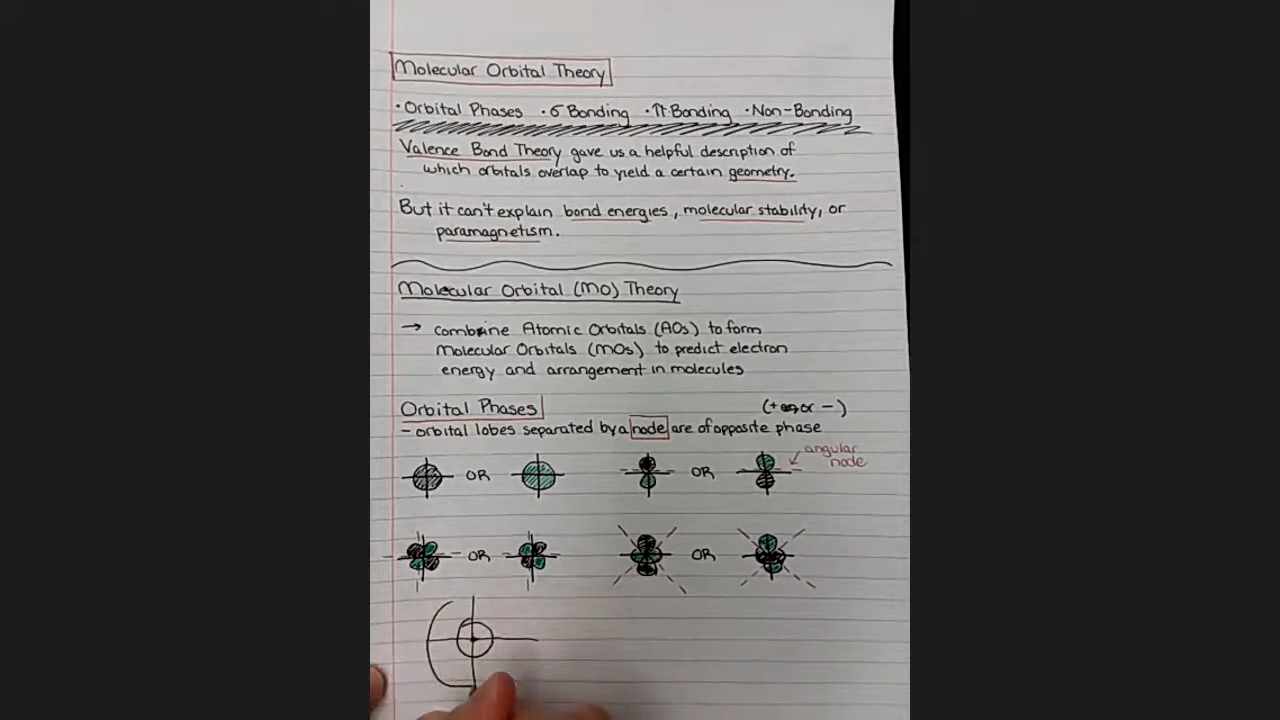 Molecular Orbital Theory
· Orbital Phases · σ Bonding · π Bonding · Non-Bonding
Valence Bond Theory gave us a helpful description of
which orbitals overlap to yield a certain geometry.
But it can't explain bond energies, molecular stability, or
paramagnetism.
Molecular Orbital (MO) Theory
→ combine Atomic Orbitals (AOs) to form
Molecular Orbitals (MOs) to predict electron
energy and arrangement in molecules
Orbital Phases (+ or -)
- orbital lobes separated by a node are of opposite phase
angular
node
OR OR
OR OR